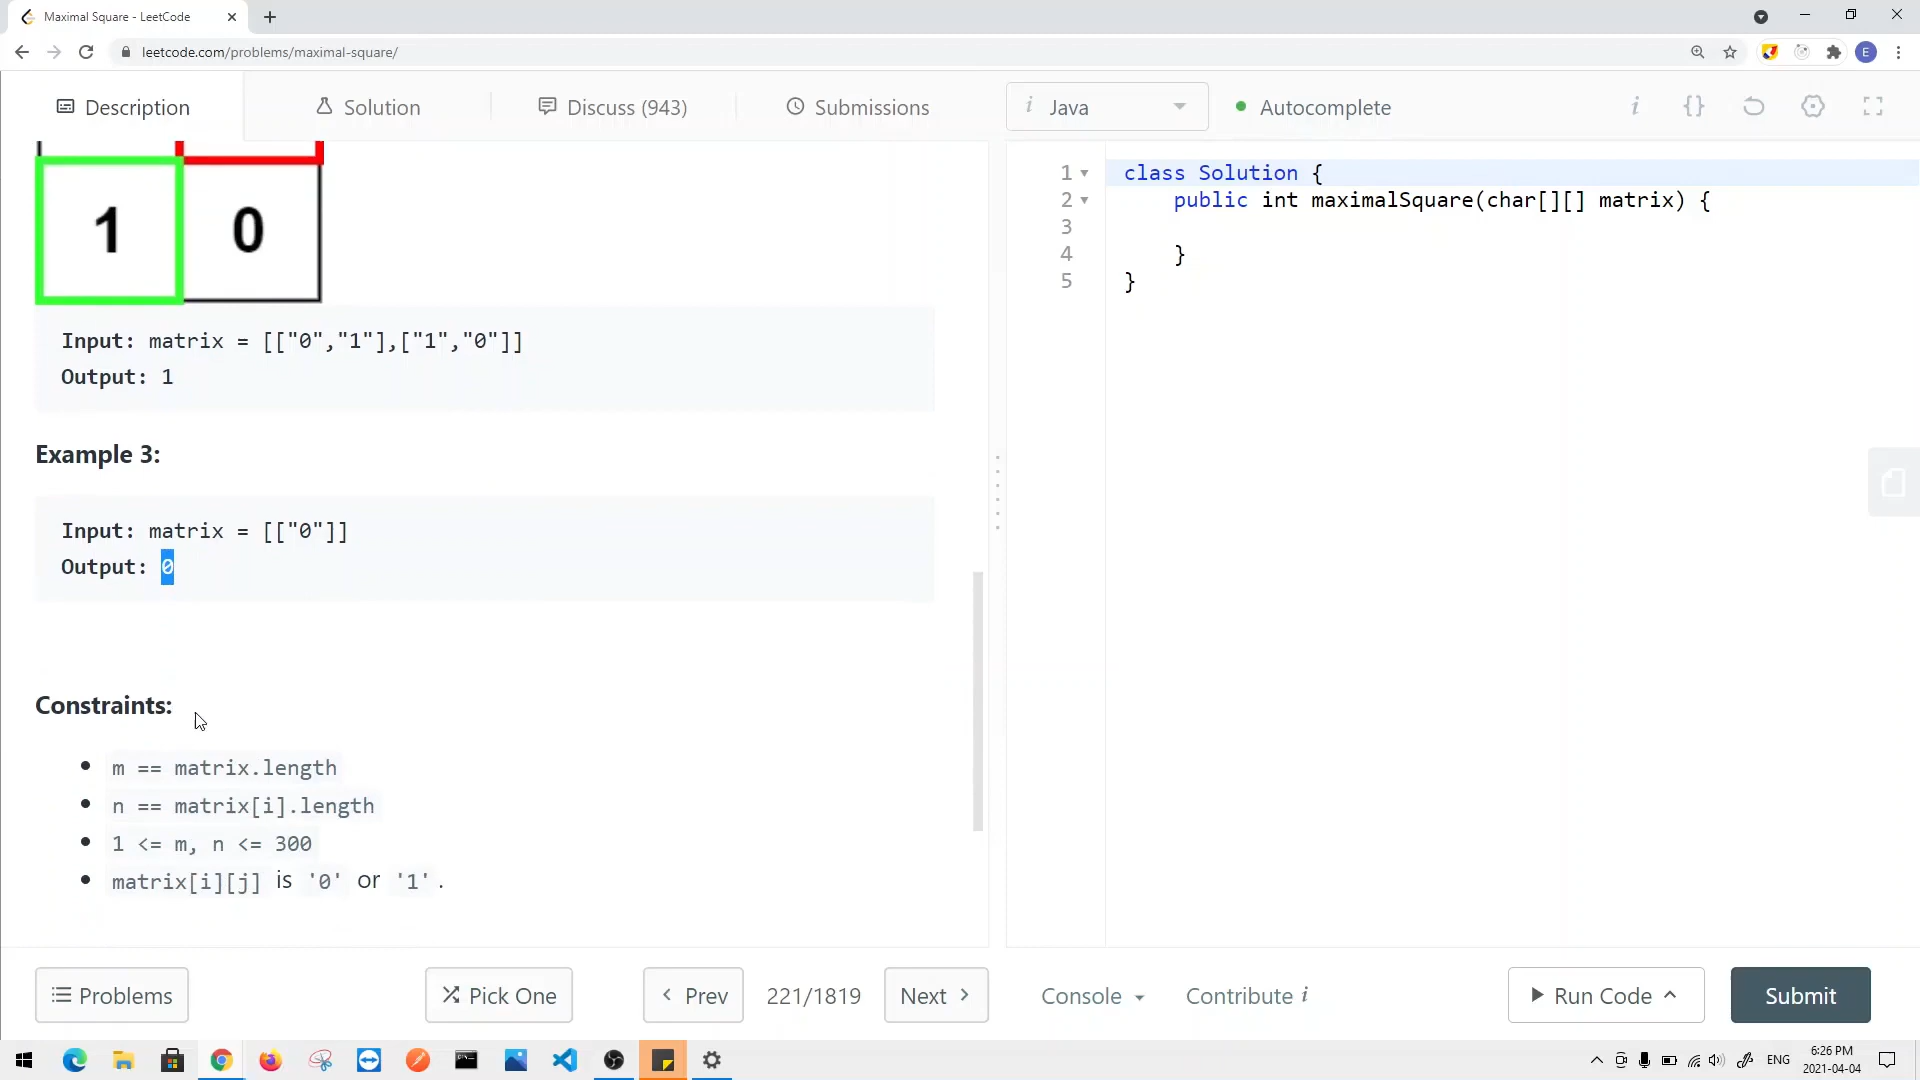 Maximal Square - LeetCode
leetcode.com/problems/maximal-square/
E
Description
Solution
Discuss (943)
Submissions
i Java
Autocomplete
i {}
1 0
Input: matrix = [["0","1"],["1","0"]]
Output: 1
Example 3:
Input: matrix = [["0"]]
Output: 0
Constraints:
m == matrix.length
n == matrix[i].length
1 <= m, n <= 300
matrix[i][j] is '0' or '1'.
1 class Solution {
2 public int maximalSquare(char[][] matrix) {
3
4 }
5 }
Problems
Pick One
Prev
221/1819
Next
Console
Contribute i
Run Code
Submit
ENG
6:26 PM
2021-04-04